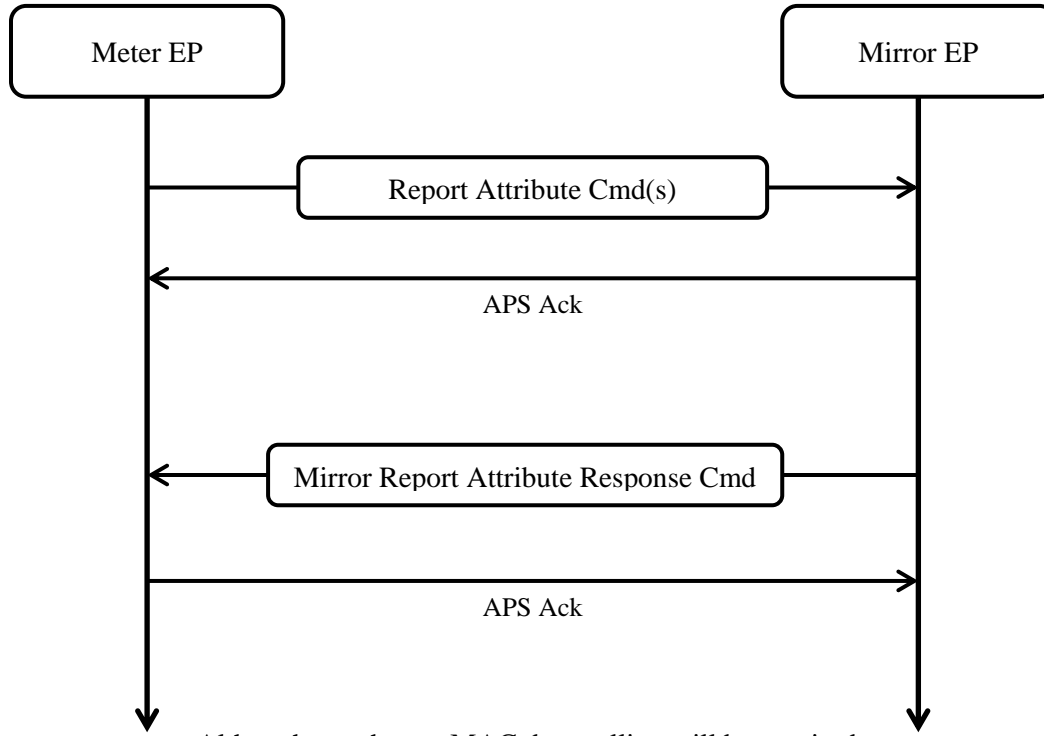 Meter EP
Mirror EP
Report Attribute Cmd(s)
APS Ack
Mirror Report Attribute Response Cmd
APS Ack